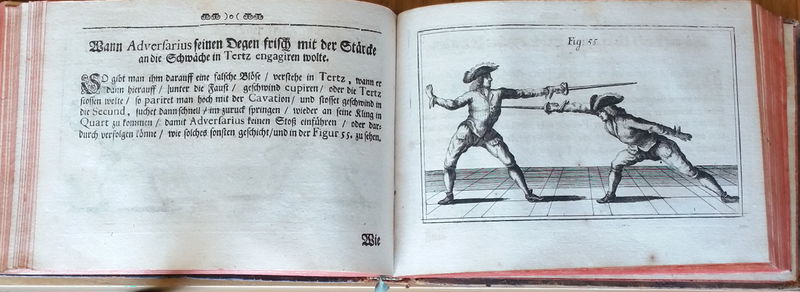 ) o (
Wann Adversarius seinen Degen frisch mit der Stärcke
an die Schwäche in Tertz engagiren wolte.
SO gibt man ihm darauff eine falsche Blöse / verstehe in Tertz, wann er
dann hierauff / (unter die Faust / geschwind cupiren / oder die Tertz
stossen wolte / so pariret man hoch mit der Cavation, und stosset geschwind in
die Secund, suchet dann schnell / im zuruck springen / wieder an seine Kling in
Quart zu kommen / damit Adversarius keinen Stoß einführen / oder dar-
durch verfolgen könne / wie solches sonsten geschicht / und in der Figur 55. zu sehen.
Wie
Fig: 55.